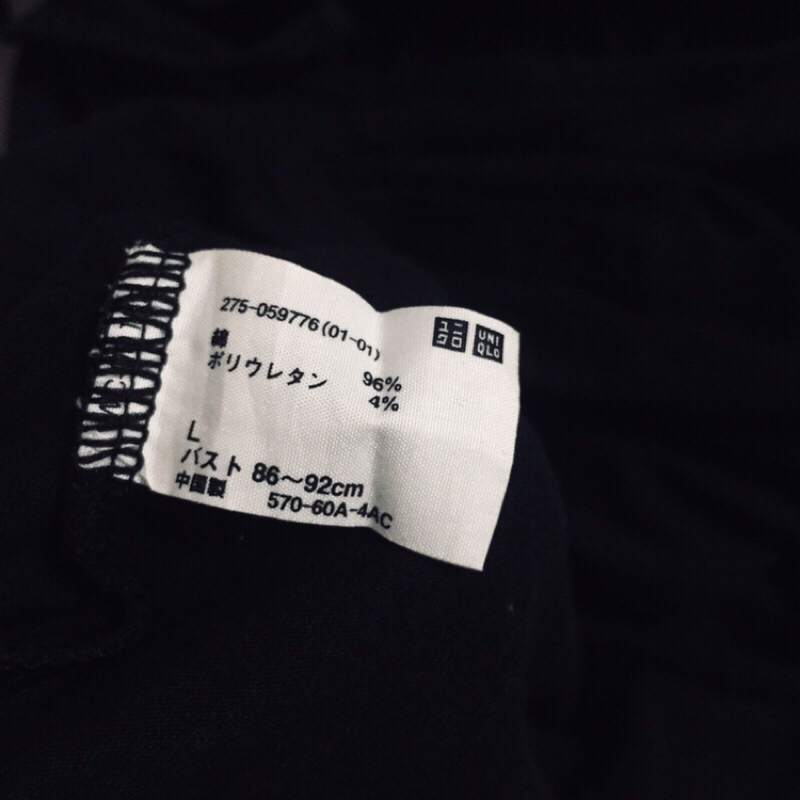 ユニクロ UNIQLO
275-059776(01-01)
綿 96%
ポリウレタン 4%
L
バスト 86～92cm
中国製 570-60A-4AC